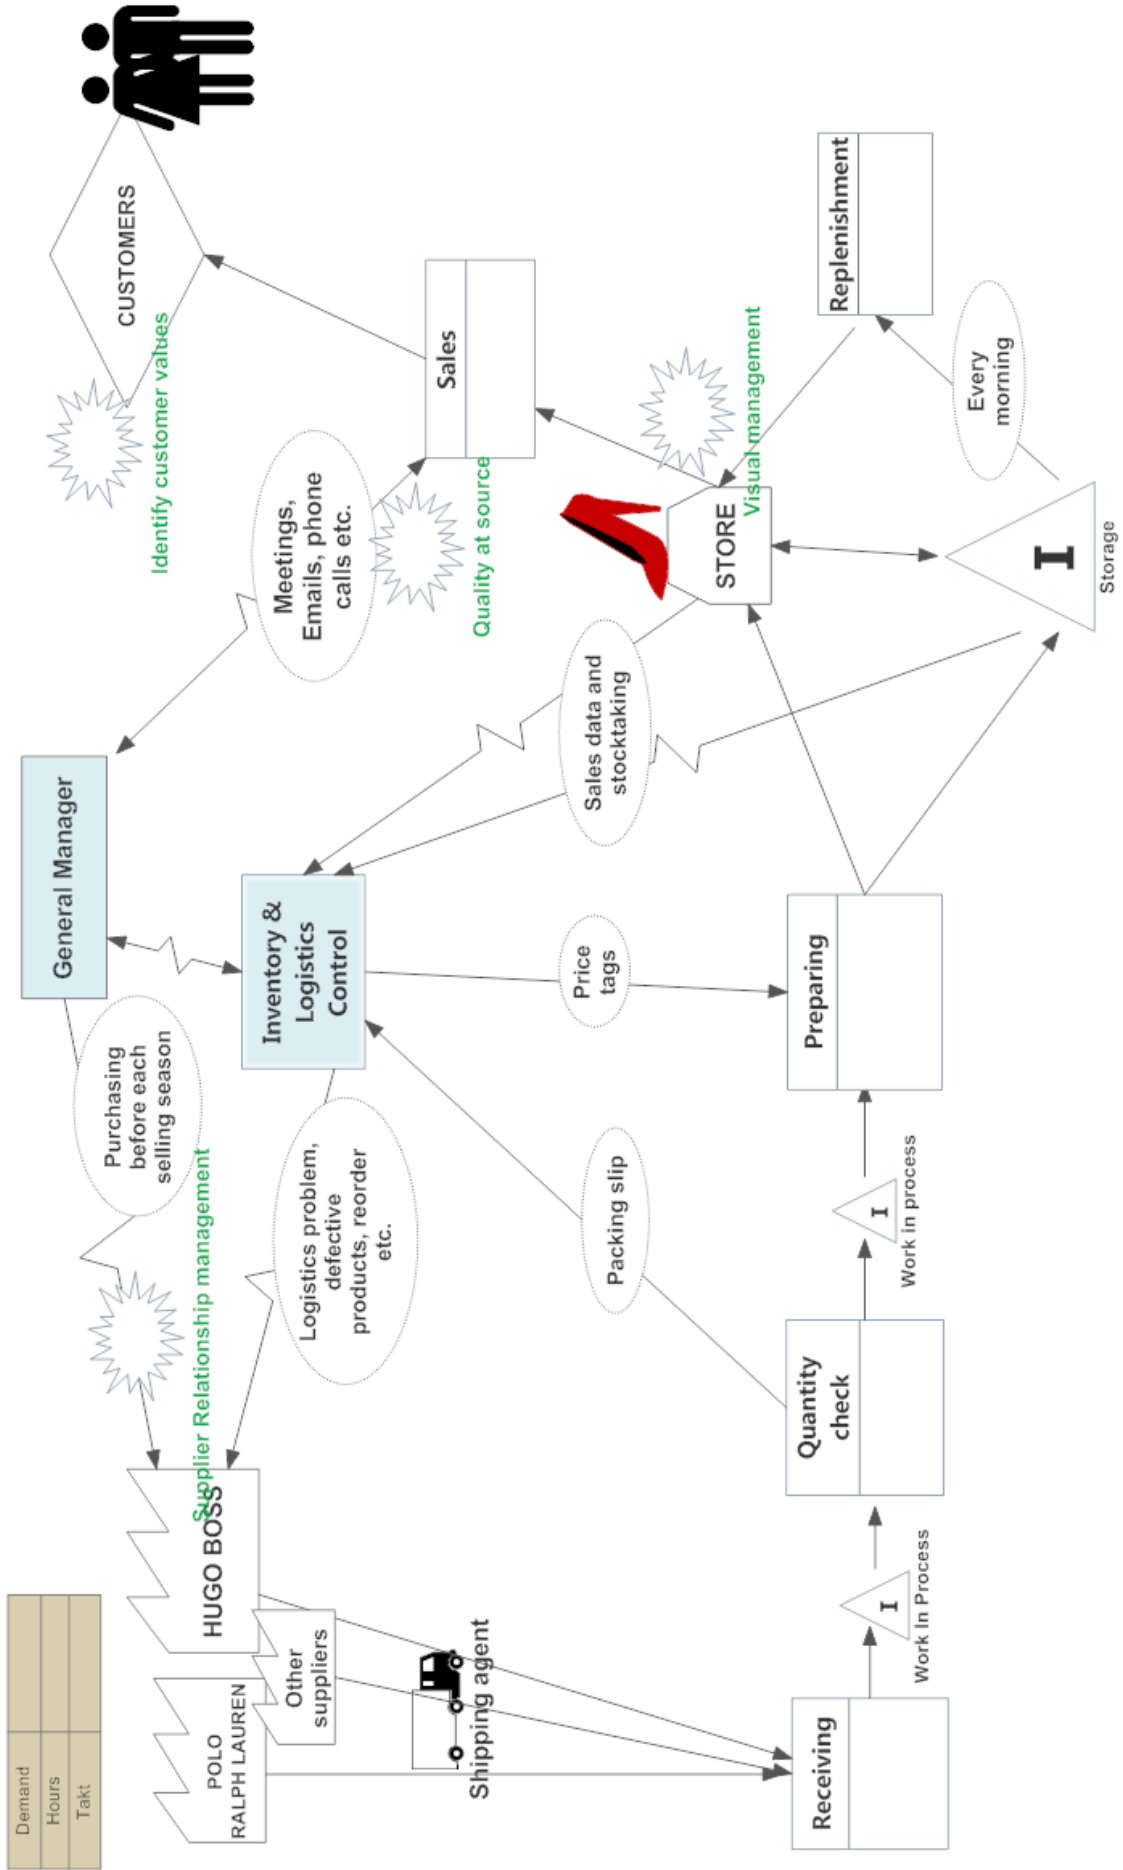 Demand
Hours
Takt
POLO
RALPH LAUREN
HUGO BOSS
Other
suppliers
Supplier Relationship management
Purchasing
before each
selling season
General Manager
Identify customer values
CUSTOMERS
Logistics problem,
defective
products, reorder
etc.
Inventory &
Logistics
Control
Meetings,
Emails, phone
calls etc.
Quality at source
Sales
Shipping agent
Packing slip
Price
tags
Sales data and
stocktaking
STORE
Visual management
Receiving
I
Work In Process
Quantity
check
I
Work in process
Preparing
I
Storage
Every
morning
Replenishment